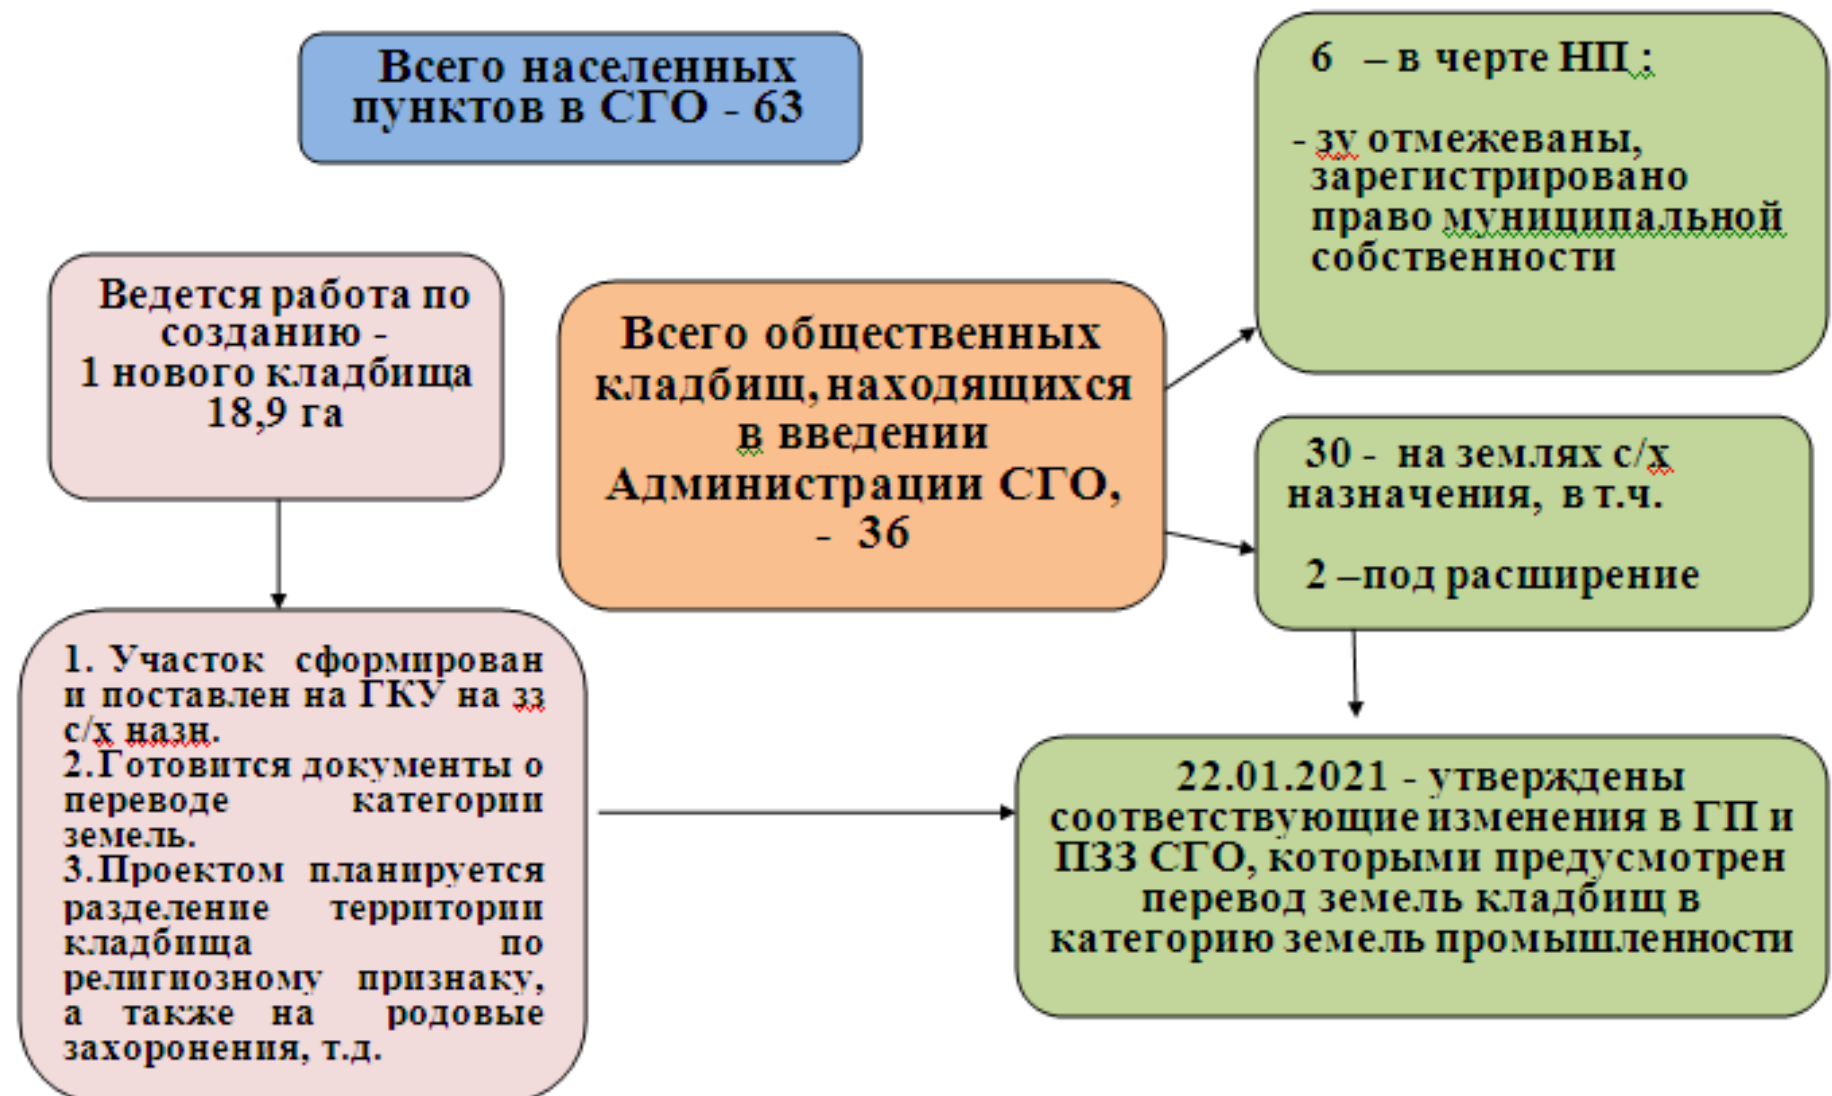 Всего населенных
пунктов в СГО - 63
6 – в черте НП ;
- зу отмежеваны,
зарегистрировано
право муниципальной
собственности
Ведется работа по
созданию -
1 нового кладбища
18,9 га
Всего общественных
кладбищ, находящихся
в введении
Администрации СГО,
- 36
30 - на землях с/х
назначения, в т.ч.
2 –под расширение
1. Участок сформирован
и поставлен на ГКУ на зз
с/х назн.
2.Готовится документы о
переводе категории
земель.
3.Проектом планируется
разделение территории
кладбища по
религиозному признаку,
а также на родовые
захоронения, т.д.
22.01.2021 - утверждены
соответствующие изменения в ГП и
ПЗЗ СГО, которыми предусмотрен
перевод земель кладбищ в
категорию земель промышленности